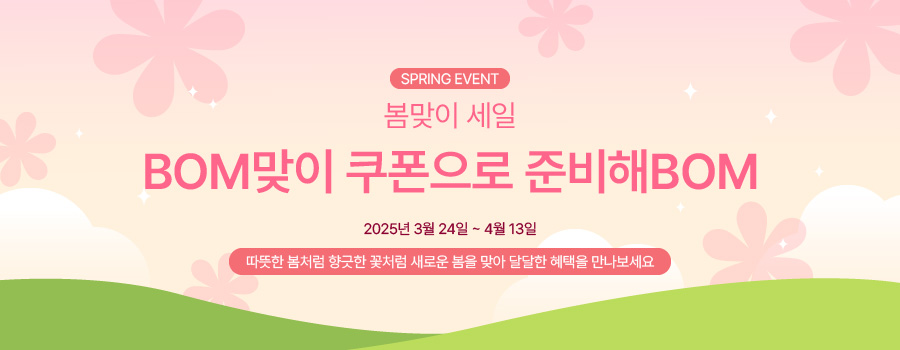 SPRING EVENT
봄맞이 세일
BOM맞이 쿠폰으로 준비해BOM
2025년 3월 24일 ~ 4월 13일
따뜻한 봄처럼 향긋한 꽃처럼 새로운 봄을 맞아 달달한 혜택을 만나보세요